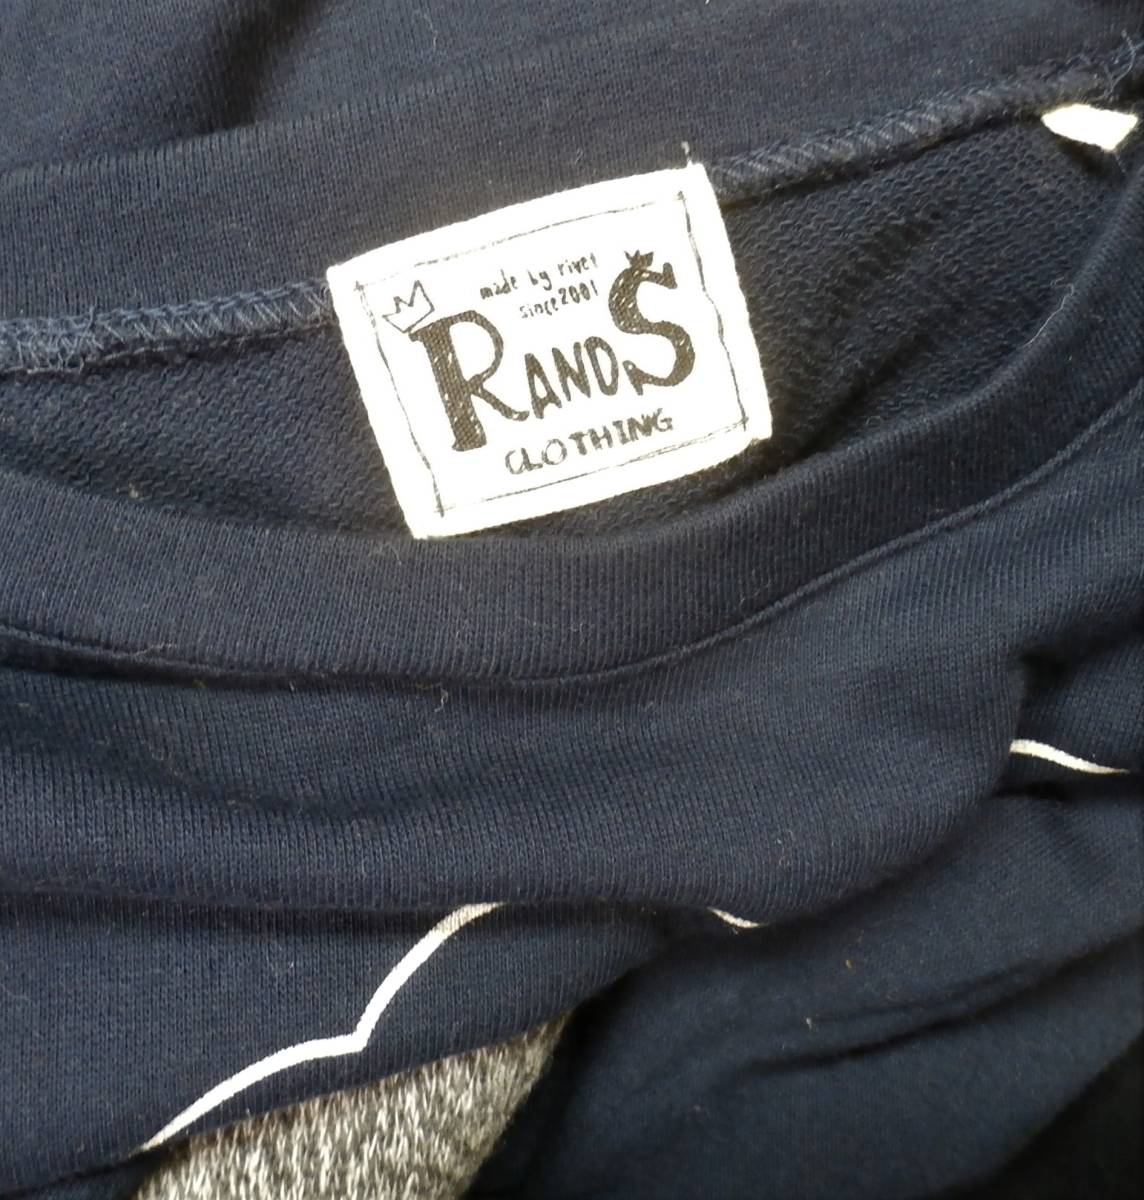 made by rivet
since2001
RANDS
CLOTHING